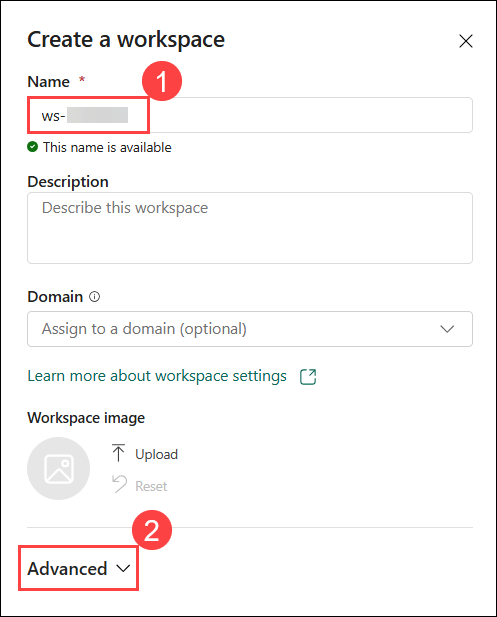 Create a workspace
Name *
1
ws-
This name is available
Description
Describe this workspace
Domain
Assign to a domain (optional)
Learn more about workspace settings
Workspace image
Upload
Reset
2
Advanced